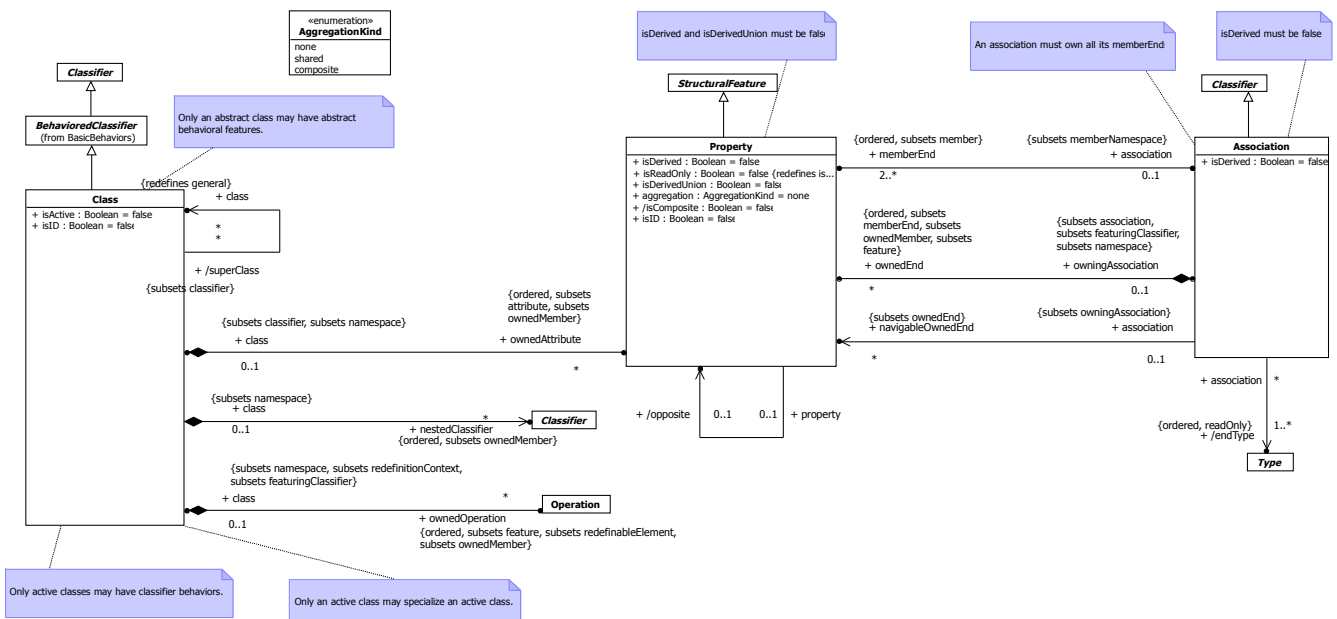 «enumeration»
AggregationKind
none
shared
composite
isDerived and isDerivedUnion must be false
An association must own all its memberEnd
isDerived must be false
Classifier
BehavioredClassifier
(from BasicBehaviors)
Only an abstract class may have abstract
behavioral features.
StructuralFeature
Classifier
Class
+ isActive : Boolean = false
+ isID : Boolean = false
{redefines general}
+ class
*
*
+ /superClass
{subsets classifier}
Property
+ isDerived : Boolean = false
+ isReadOnly : Boolean = false {redefines is...
+ isDerivedUnion : Boolean = false
+ aggregation : AggregationKind = none
+ /isComposite : Boolean = false
+ isID : Boolean = false
{ordered, subsets member}
+ memberEnd
2..*
{subsets memberNamespace}
+ association
0..1
Association
+ isDerived : Boolean = false
{ordered, subsets
memberEnd, subsets
ownedMember, subsets
feature}
+ ownedEnd
*
{subsets association,
subsets featuringClassifier,
subsets namespace}
+ owningAssociation
0..1
{subsets ownedEnd}
+ navigableOwnedEnd
*
{subsets owningAssociation}
+ association
0..1
{subsets classifier, subsets namespace}
+ class
0..1
{ordered, subsets
attribute, subsets
ownedMember}
+ ownedAttribute
*
+ /opposite
0..1
0..1
+ property
+ association
*
{ordered, readOnly}
+ /endType
1..*
Type
{subsets namespace}
+ class
0..1
*
+ nestedClassifier
{ordered, subsets ownedMember}
Classifier
{subsets namespace, subsets redefinitionContext,
subsets featuringClassifier}
+ class
0..1
*
+ ownedOperation
{ordered, subsets feature, subsets redefinableElement,
subsets ownedMember}
Operation
Only active classes may have classifier behaviors.
Only an active class may specialize an active class.